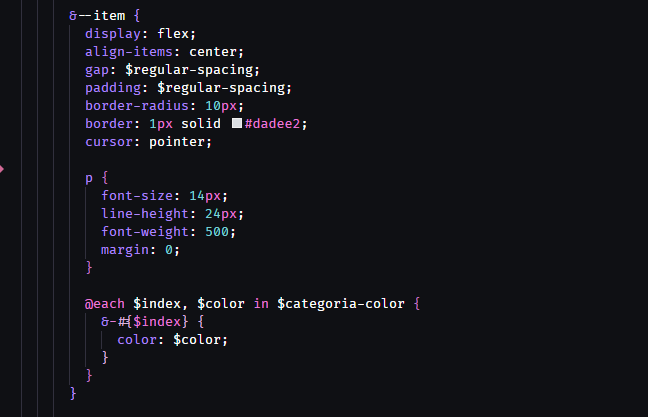 &--item {
display: flex;
align-items: center;
gap: $regular-spacing;
padding: $regular-spacing;
border-radius: 10px;
border: 1px solid #dadee2;
cursor: pointer;
p {
font-size: 14px;
line-height: 24px;
font-weight: 500;
margin: 0;
}
@each $index, $color in $categoria-color {
&-#{$index} {
color: $color;
}
}
}